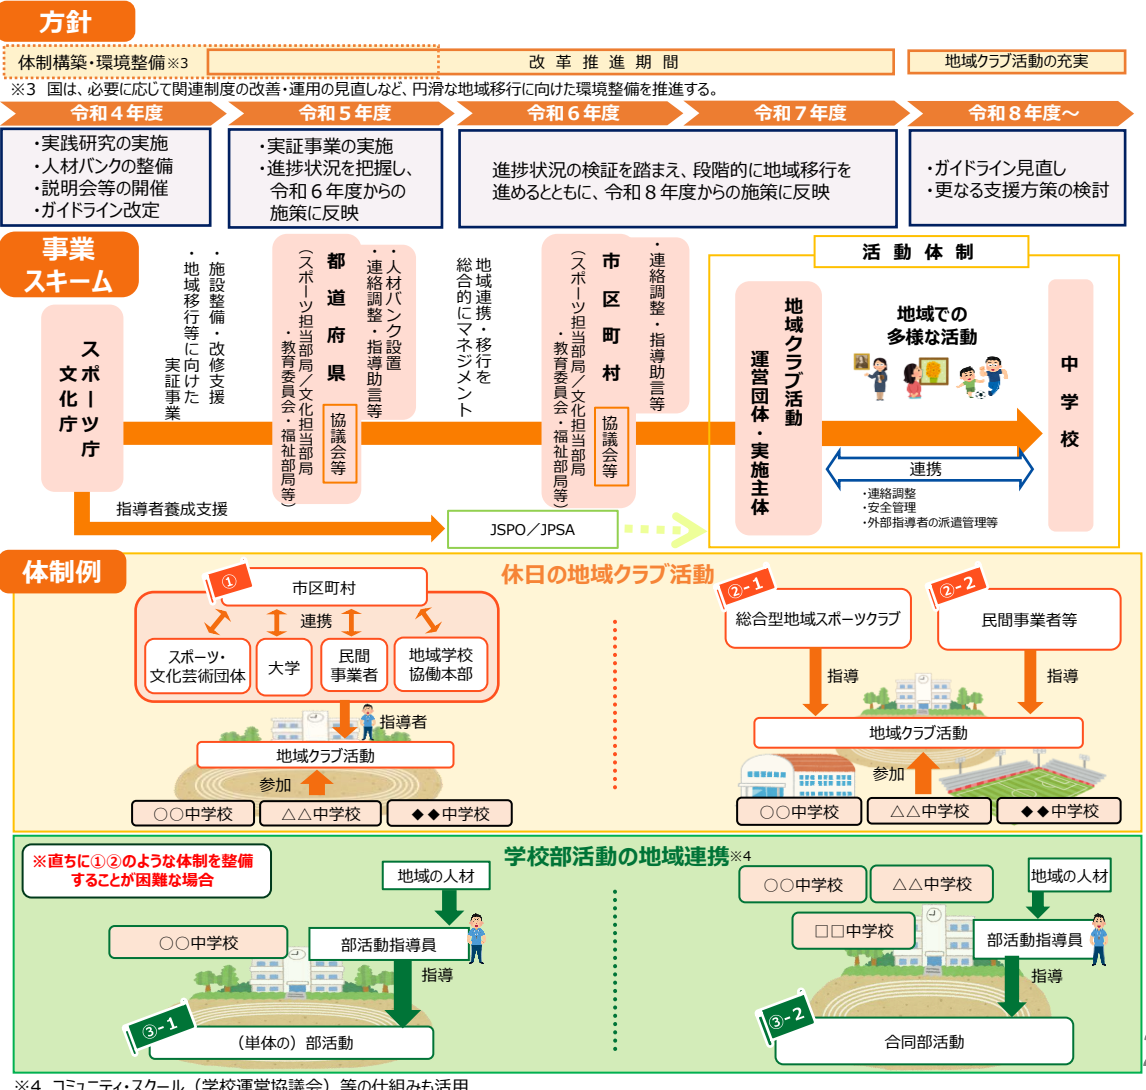 方針
体制構築・環境整備※3
改革推進期間
地域クラブ活動の充実
※3 国は、必要に応じて関連制度の改善・運用の見直しなど、円滑な地域移行に向けた環境整備を推進する。
令和４年度
令和５年度
令和６年度
令和７年度
令和８年度～
・実践研究の実施
・人材バンクの整備
・説明会等の開催
・ガイドライン改定
・実証事業の実施
・進捗状況を把握し、
令和６年度からの
施策に反映
進捗状況の検証を踏まえ、段階的に地域移行を
進めるとともに、令和８年度からの施策に反映
・ガイドライン見直し
・更なる支援方策の検討
事業
スキーム
スポーツ庁
文化庁
・施設整備・改修支援
・地域移行等に向けた
実証事業
都道府県
（スポーツ担当部局／文化担当部局
・教育委員会・福祉部局等）
協議会等
・人材バンク設置
・連絡調整・指導助言等
地域連携・移行を
総合的にマネジメント
市区町村
（スポーツ担当部局／文化担当部局
・教育委員会・福祉部局等）
協議会等
・連絡調整・指導助言等
活動体制
地域クラブ活動
運営団体・実施主体
地域での
多様な活動
中学校
連携
・連絡調整
・安全管理
・外部指導者の派遣管理等
指導者養成支援
JSPO／JPSA
体制例
休日の地域クラブ活動
①
市区町村
連携
スポーツ・
文化芸術団体
大学
民間
事業者
地域学校
協働本部
指導者
地域クラブ活動
参加
○○中学校
△△中学校
◆◆中学校
②-1
総合型地域スポーツクラブ
②-2
民間事業者等
指導
指導
地域クラブ活動
参加
○○中学校
△△中学校
◆◆中学校
※直ちに①②のような体制を整備
することが困難な場合
学校部活動の地域連携※4
地域の人材
○○中学校
部活動指導員
指導
③-1
（単体の）部活動
○○中学校
△△中学校
地域の人材
□□中学校
部活動指導員
指導
③-2
合同部活動
※4 コミュニティ・スクール（学校運営協議会）等の仕組みも活用